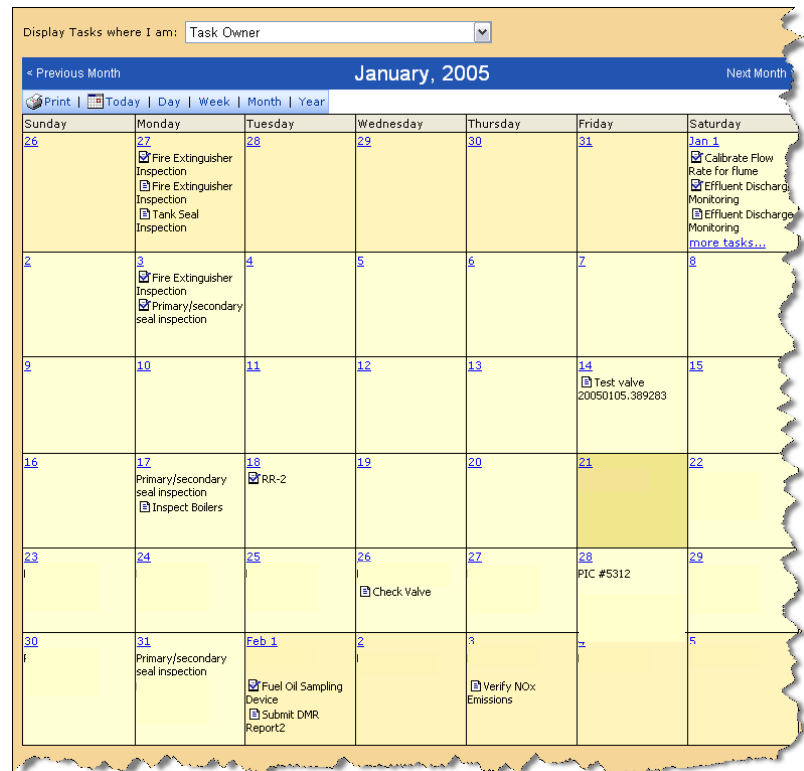 Display Tasks where I am: Task Owner
< Previous Month January, 2005 Next Month
Print | Today | Day | Week | Month | Year
Sunday Monday Tuesday Wednesday Thursday Friday Saturday
26 27 28 29 30 31 Jan 1
Fire Extinguisher
Inspection
Fire Extinguisher
Inspection
Tank Seal
Inspection
Calibrate Flow
Rate for flume
Effluent Discharg
Monitoring
Effluent Discharge
Monitoring
more tasks...
2 3 4 5 6 7 8
Fire Extinguisher
Inspection
Primary/secondary
seal inspection
9 10 11 12 13 14 15
Test valve
20050105.389283
16 17 18 19 20 21 22
Primary/secondary
seal inspection
Inspect Boilers
RR-2
23 24 25 26 27 28 29
Check Valve
PIC #5312
30 31 Feb 1 2 3 5
Primary/secondary
seal inspection
Fuel Oil Sampling
Device
Submit DMR
Report2
Verify NOx
Emissions